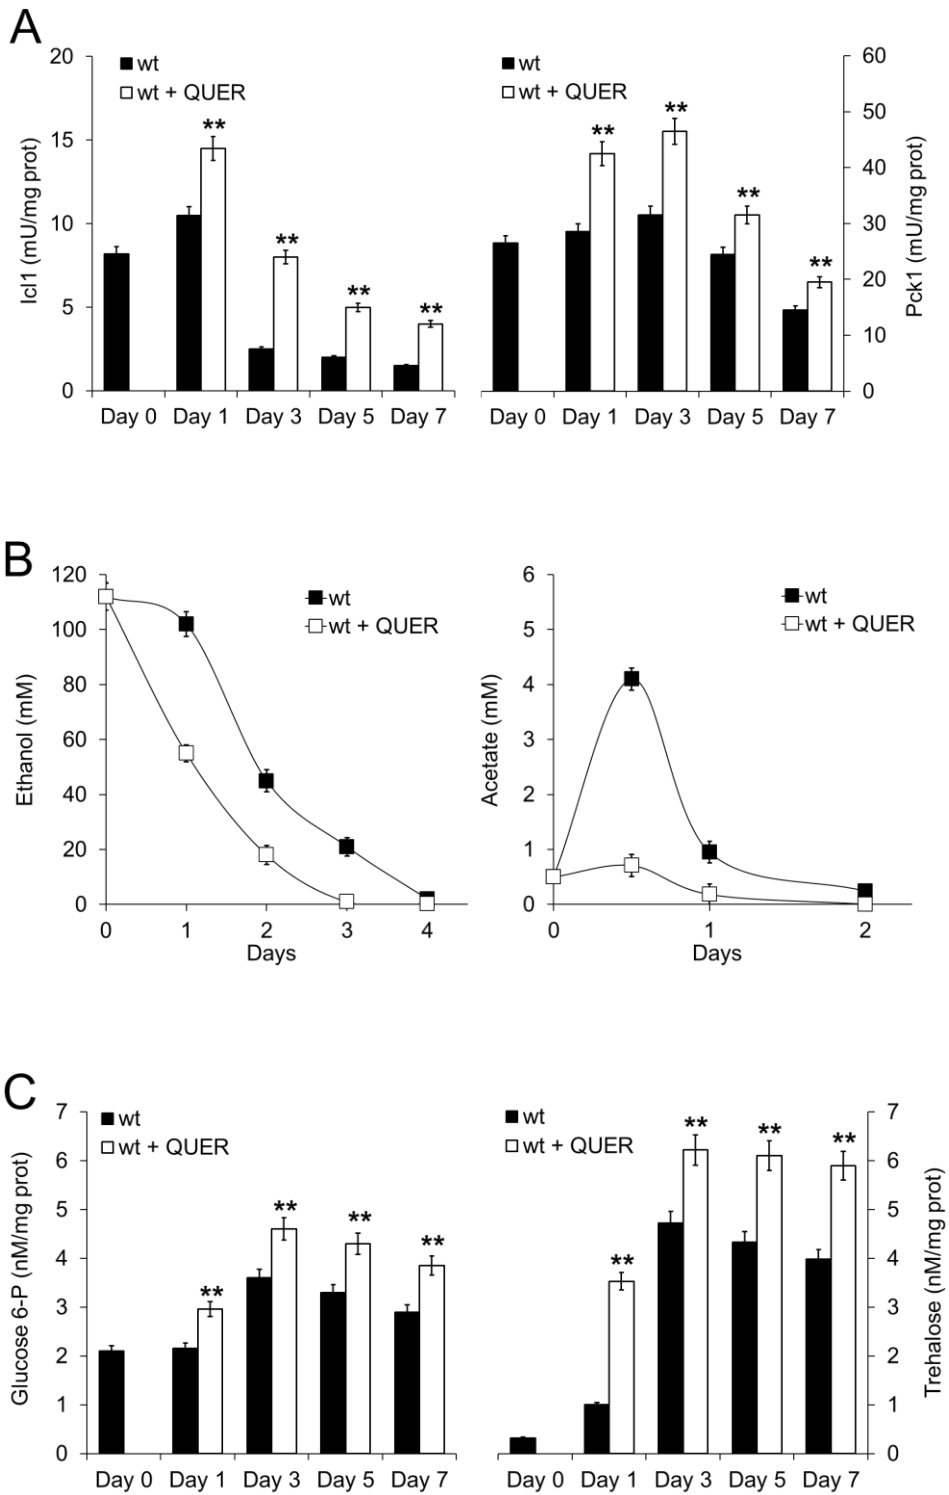 A
wt
wt + QUER
20
15
10
5
0
Icl1 (mU/mg prot)
**
**
**
**
Day 0 Day 1 Day 3 Day 5 Day 7
wt
wt + QUER
60
50
40
30
20
10
0
Pck1 (mU/mg prot)
**
**
**
**
Day 0 Day 1 Day 3 Day 5 Day 7
B
120
100
80
60
40
20
0
Ethanol (mM)
wt
wt + QUER
0 1 2 3 4
Days
6
5
4
3
2
1
0
Acetate (mM)
wt
wt + QUER
0 1 2
Days
C
7
6
5
4
3
2
1
0
Glucose 6-P (nM/mg prot)
wt
wt + QUER
**
**
**
**
Day 0 Day 1 Day 3 Day 5 Day 7
wt
wt + QUER
**
**
**
**
7
6
5
4
3
2
1
0
Trehalose (nM/mg prot)
Day 0 Day 1 Day 3 Day 5 Day 7